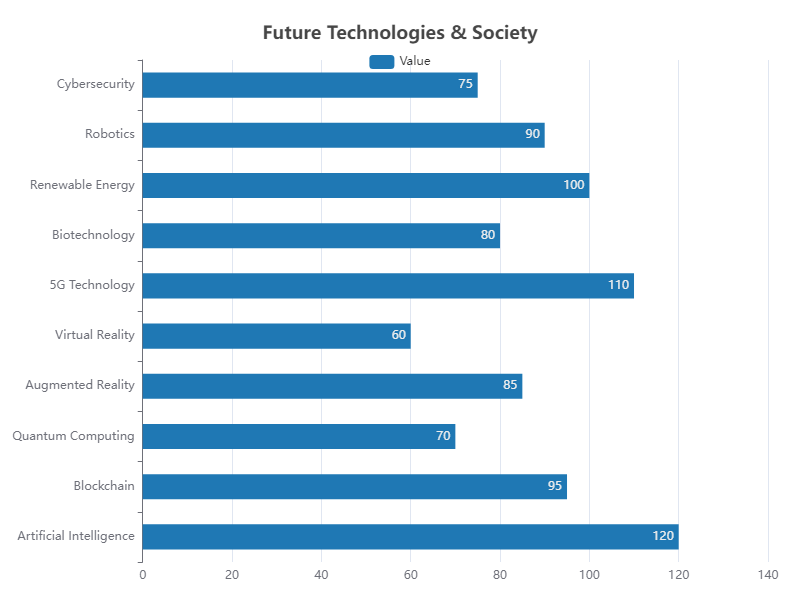 Future Technologies & Society
Value
Cybersecurity 75
Robotics 90
Renewable Energy 100
Biotechnology 80
5G Technology 110
Virtual Reality 60
Augmented Reality 85
Quantum Computing 70
Blockchain 95
Artificial Intelligence 120
0 20 40 60 80 100 120 140